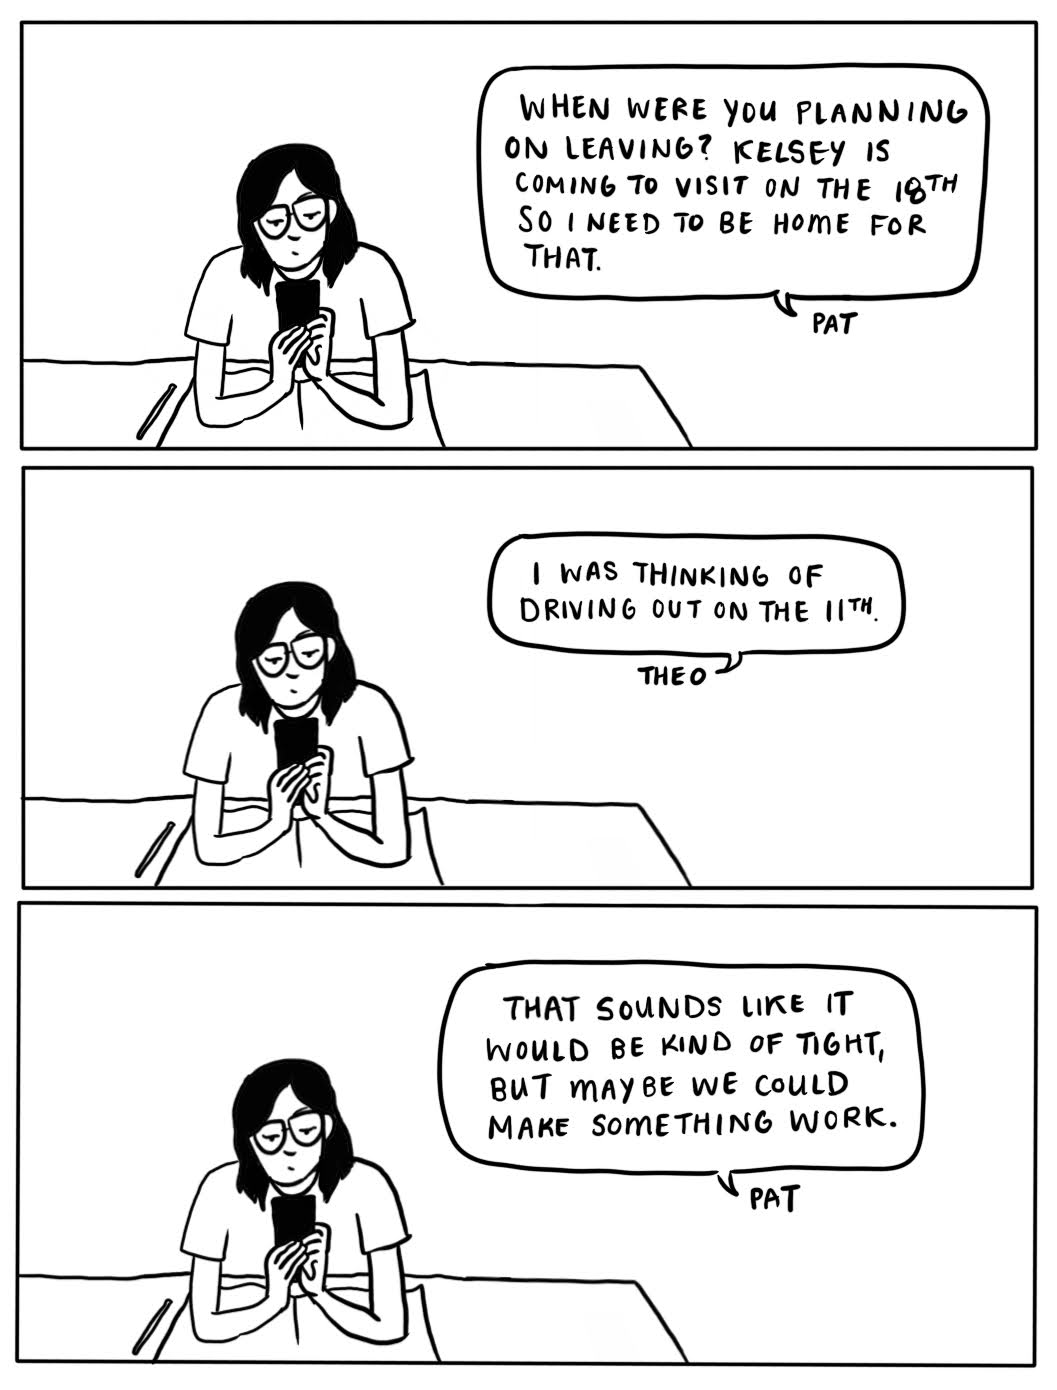 WHEN WERE YOU PLANNING
ON LEAVING? KELSEY IS
COMING TO VISIT ON THE 18TH
SO I NEED TO BE HOME FOR
THAT.
PAT
I WAS THINKING OF
DRIVING OUT ON THE 11TH.
THEO
THAT SOUNDS LIKE IT
WOULD BE KIND OF TIGHT,
BUT MAYBE WE COULD
MAKE SOMETHING WORK.
PAT